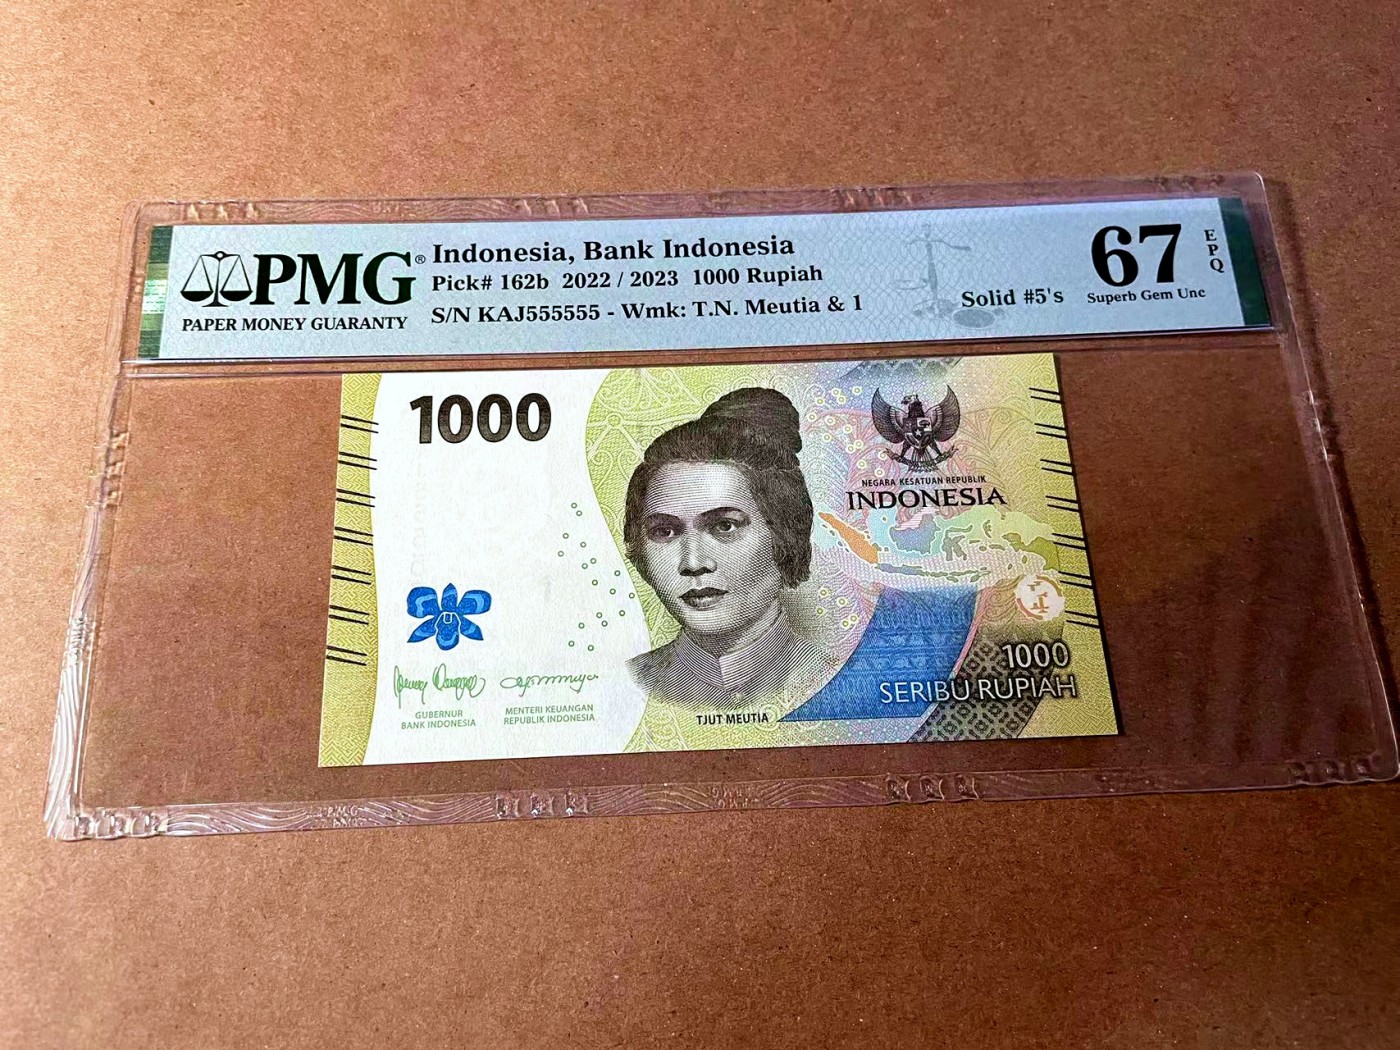 PMG®
PAPER MONEY GUARANTY
Indonesia, Bank Indonesia
Pick# 162b 2022 / 2023 1000 Rupiah
S/N KAJ555555 - Wmk: T.N. Meutia & 1
Solid #5's
67
EPQ
Superb Gem Unc
1000
NEGARA KESATUAN REPUBLIK
INDONESIA
1000
SERIBU RUPIAH
GUBERNUR
BANK INDONESIA
MENTERI KEUANGAN
REPUBLIK INDONESIA
TJUT MEUTIA
PMG